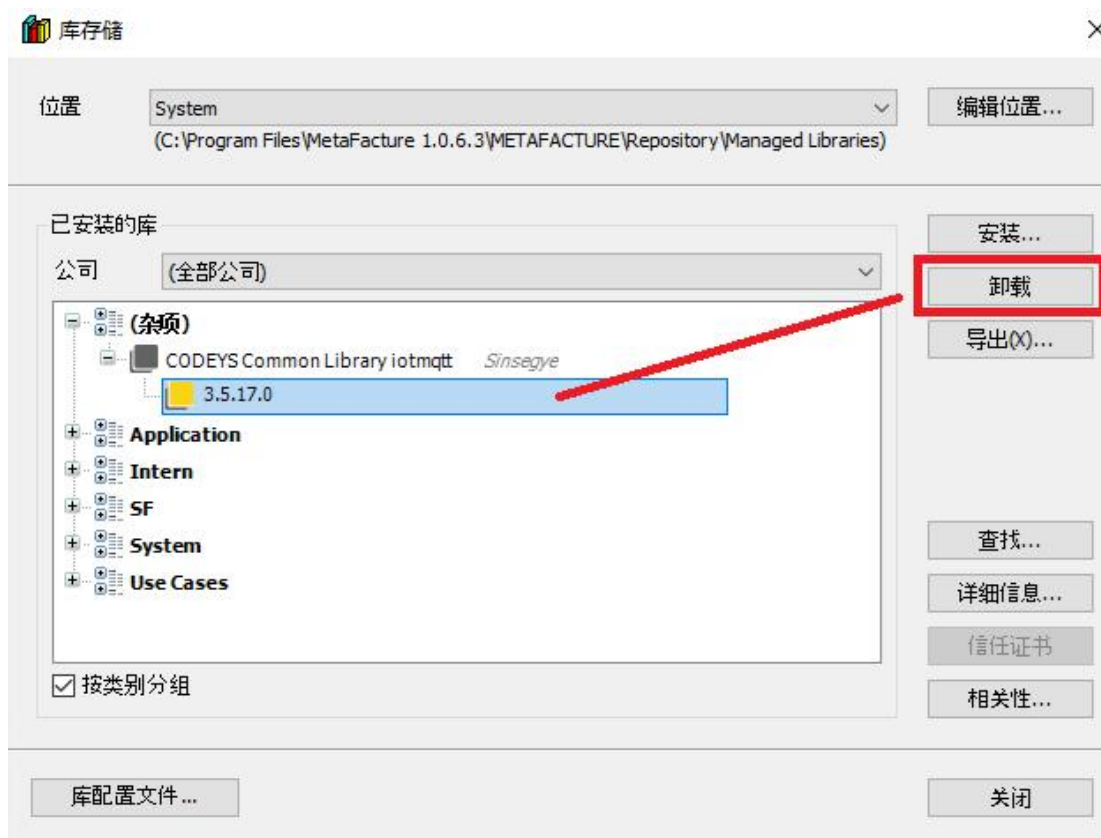 库存储
位置
System
编辑位置...
(C:\Program Files\MetaFacture 1.0.6.3\METAFACTURE\Repository\Managed Libraries)
已安装的库
安装...
公司
(全部公司)
卸载
(杂项)
导出(X)...
CODEYS Common Library iotmqtt Sinsegye
3.5.17.0
Application
Intern
SF
System
查找...
Use Cases
详细信息...
信任证书
按类别分组
相关性...
库配置文件...
关闭